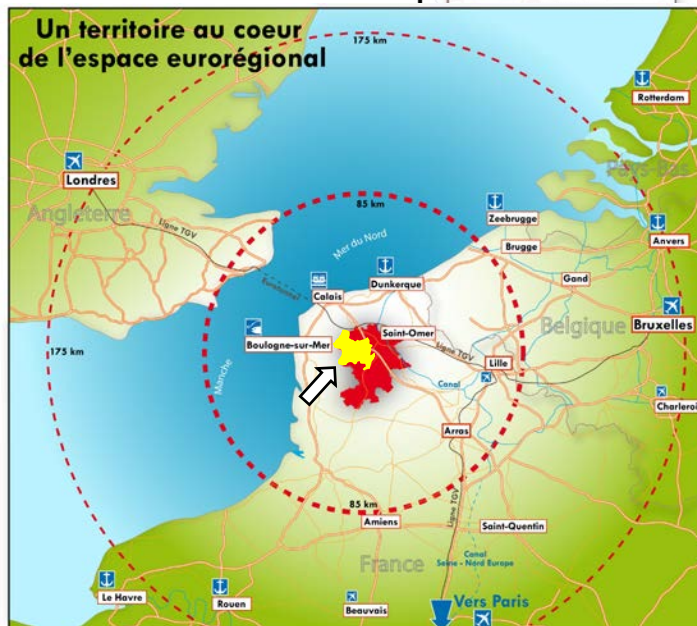 Un territoire au coeur
de l'espace eurorégional
175 km
Rotterdam
Pays-Bas
Londres
Angleterre
Ligne TGV
85 km
Mer du Nord
Zeebrugge
Brugge
Anvers
Eurotunnel
Calais
Dunkerque
Gand
Belgique
Bruxelles
Boulogne-sur-Mer
Saint-Omer
Ligne TGV
Lille
175 km
Manche
Canal
Charleroi
Arras
85 km
Amiens
Ligne TGV
Saint-Quentin
France
Canal
Seine - Nord Europe
Le Havre
Rouen
Beauvais
Vers Paris